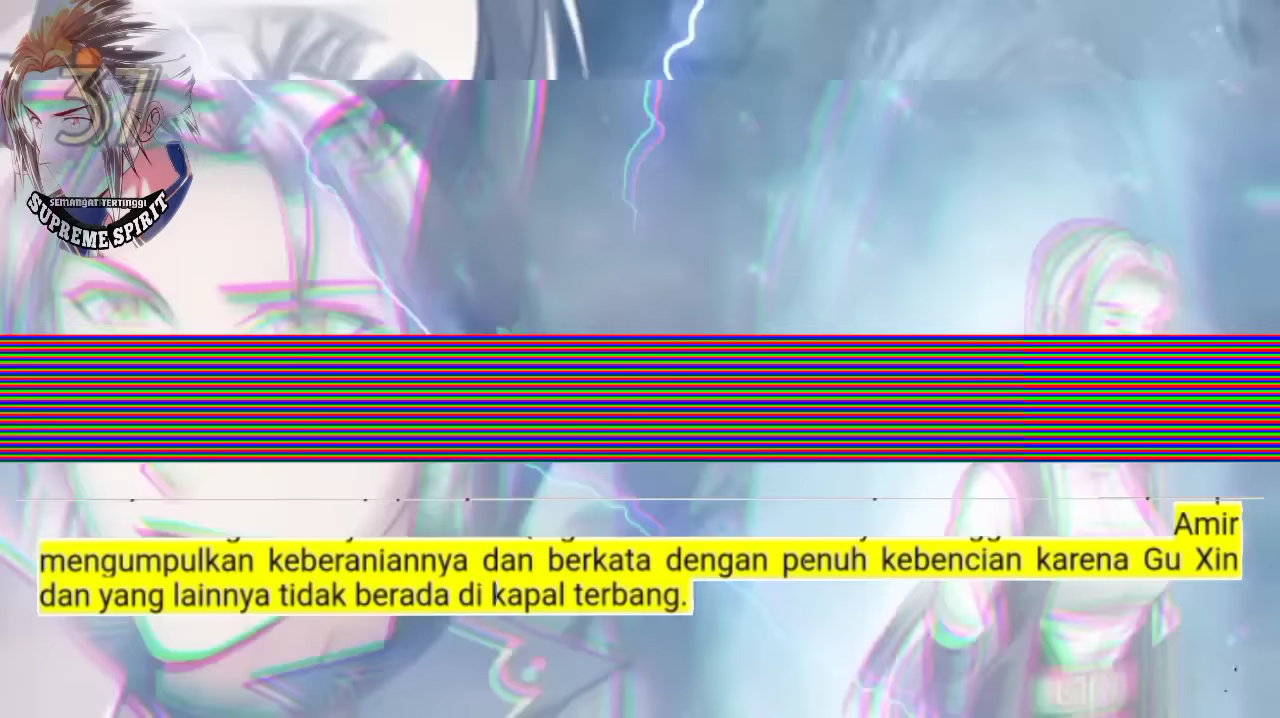 37
SEMANGAT TERTINGGI
SUPREME SPIRIT
Amir
mengumpulkan keberaniannya dan berkata dengan penuh kebencian karena Gu Xin
dan yang lainnya tidak berada di kapal terbang.